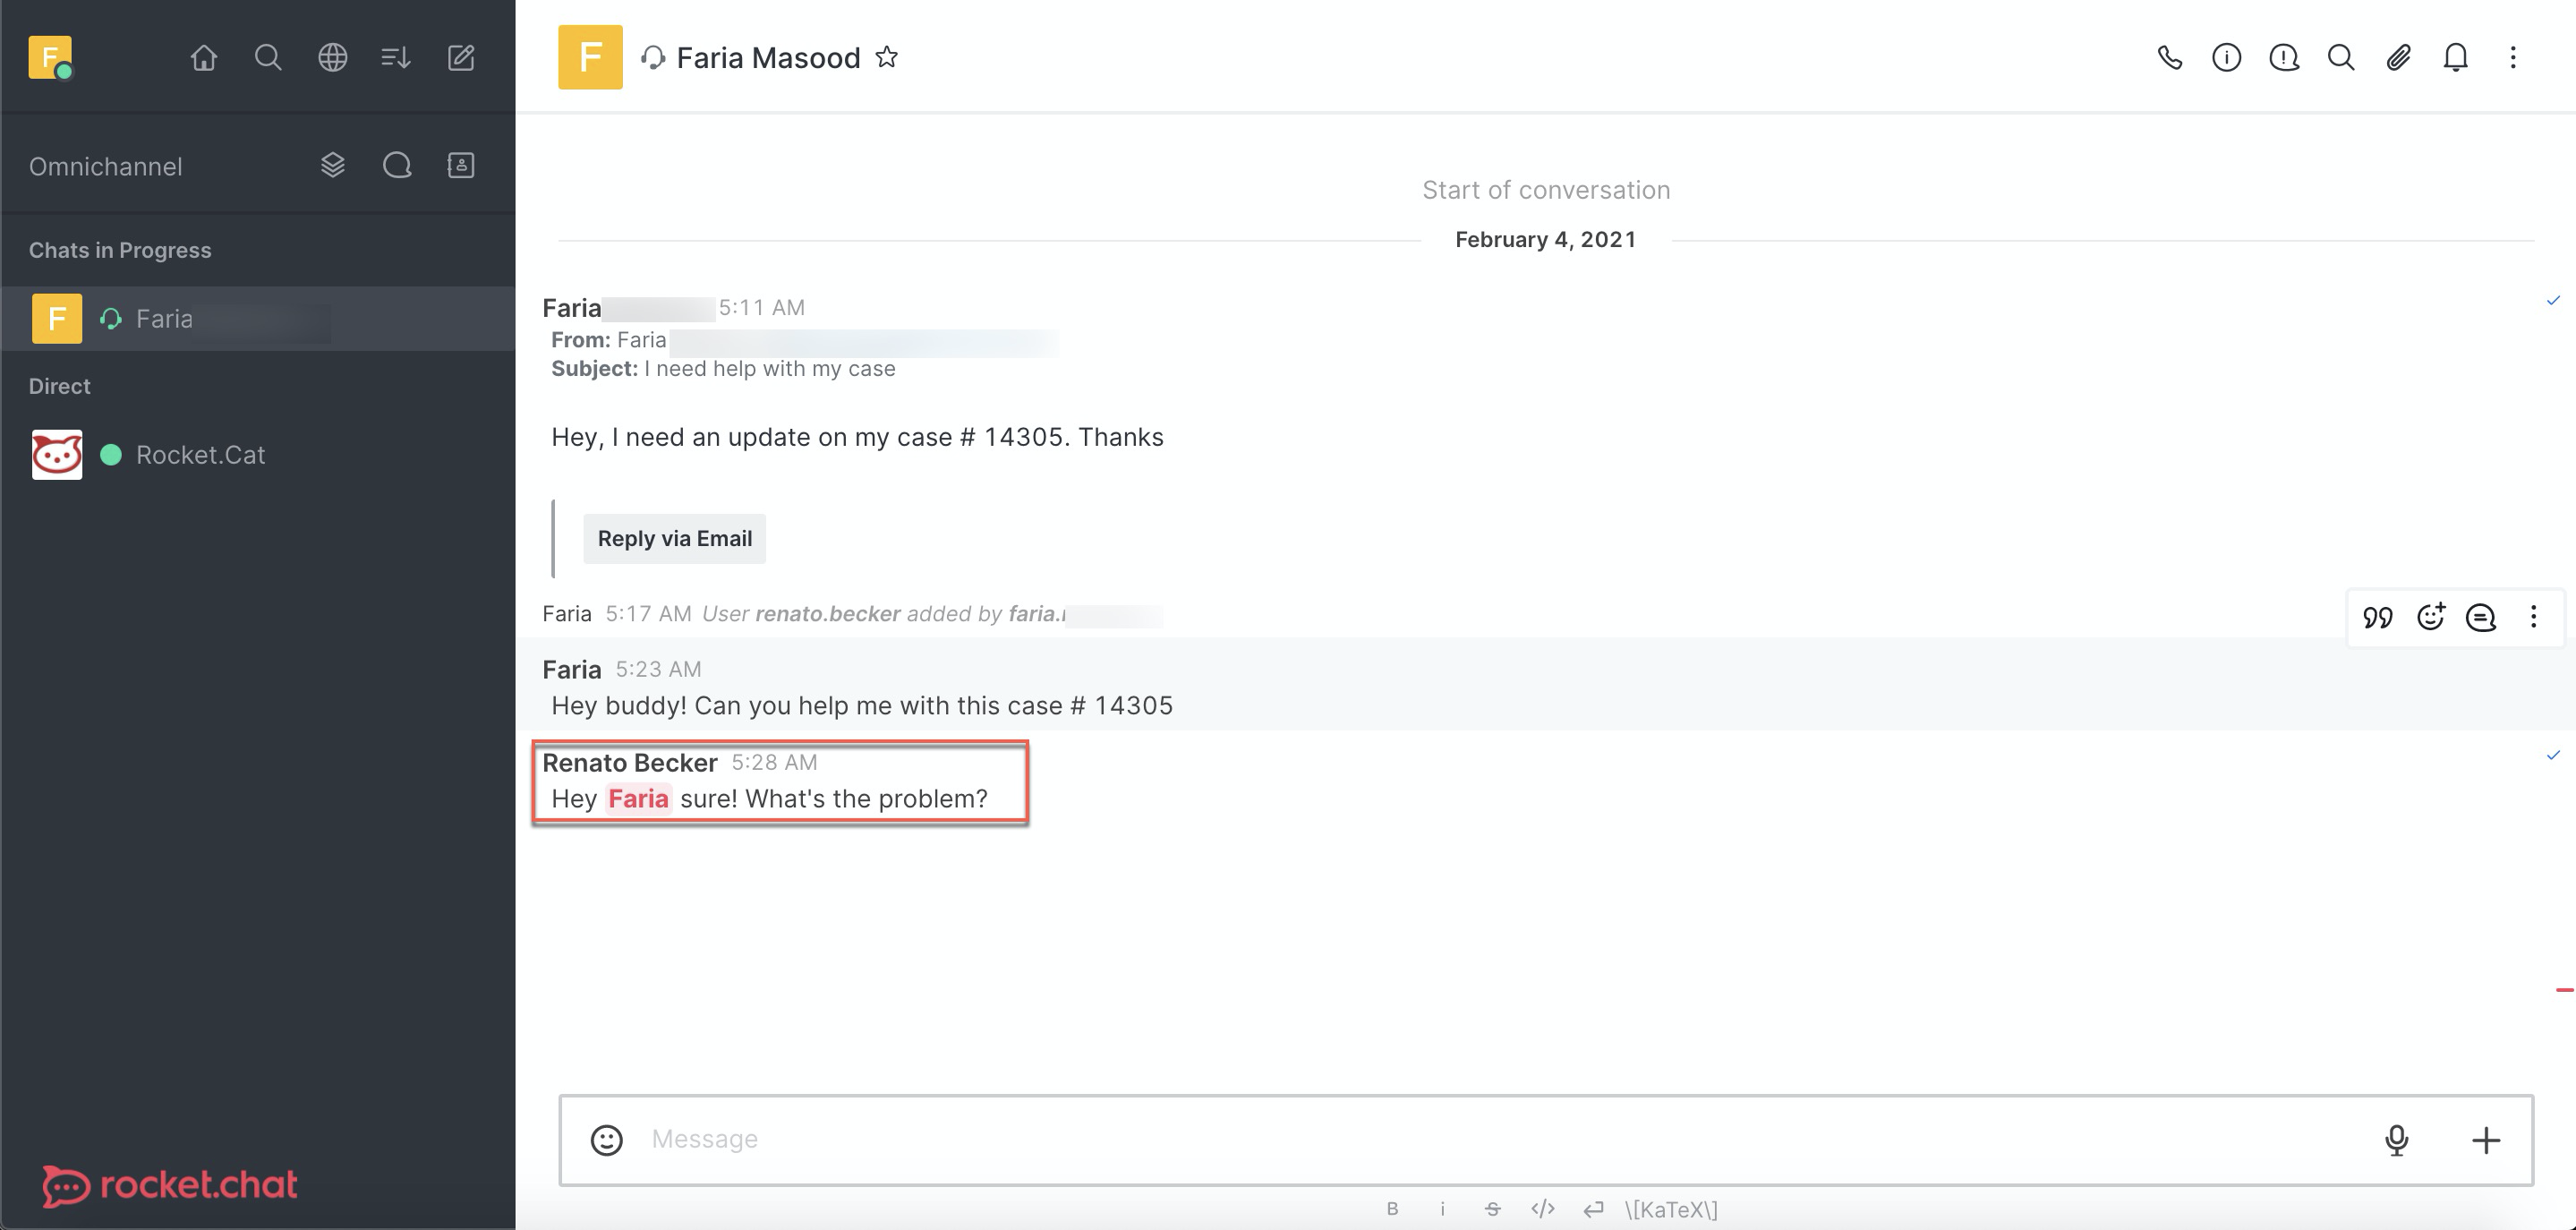 F
Omnichannel
Chats in Progress
F Faria
Direct
Rocket.Cat
rocket.chat
F Faria Masood
Start of conversation
February 4, 2021
Faria 5:11 AM
From: Faria
Subject: I need help with my case
Hey, I need an update on my case # 14305. Thanks
Reply via Email
Faria 5:17 AM User renato.becker added by faria.
Faria 5:23 AM
Hey buddy! Can you help me with this case # 14305
Renato Becker 5:28 AM
Hey Faria sure! What's the problem?
Message
B i S </> \[KaTeX\]